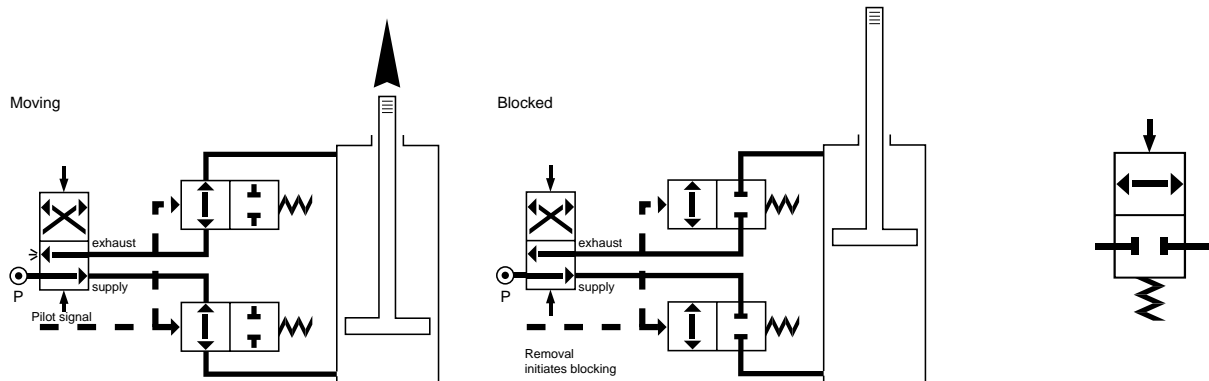 Moving
exhaust
P
supply
Pilot signal
Blocked
exhaust
P
supply
Removal
initiates blocking